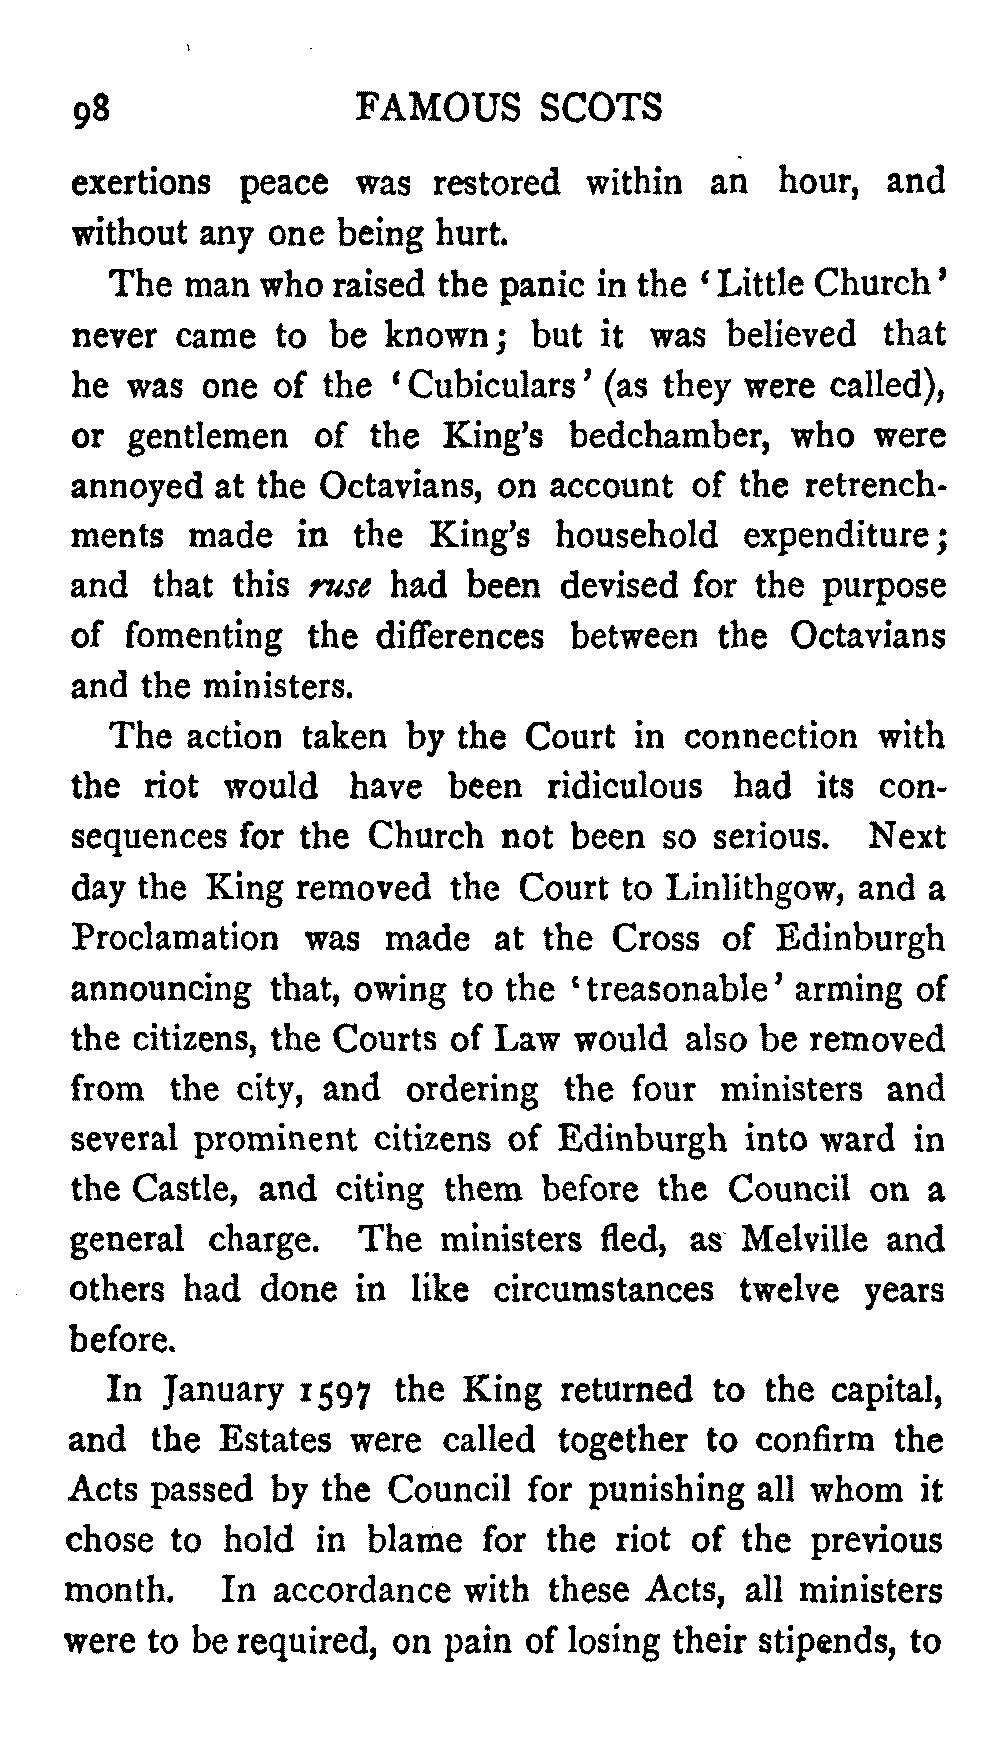 98 FAMOUS SCOTS
exertions peace was restored within an hour, and
without any one being hurt.
The man who raised the panic in the ‘Little Church’
never came to be known; but it was believed that
he was one of the ‘Cubiculars’ (as they were called),
or gentlemen of the King's bedchamber, who were
annoyed at the Octavians, on account of the retrench-
ments made in the King's household expenditure;
and that this ruse had been devised for the purpose
of fomenting the differences between the Octavians
and the ministers.
The action taken by the Court in connection with
the riot would have been ridiculous had its con-
sequences for the Church not been so serious. Next
day the King removed the Court to Linlithgow, and a
Proclamation was made at the Cross of Edinburgh
announcing that, owing to the ‘treasonable’ arming of
the citizens, the Courts of Law would also be removed
from the city, and ordering the four ministers and
several prominent citizens of Edinburgh into ward in
the Castle, and citing them before the Council on a
general charge. The ministers fled, as Melville and
others had done in like circumstances twelve years
before.
In January 1597 the King returned to the capital,
and the Estates were called together to confirm the
Acts passed by the Council for punishing all whom it
chose to hold in blame for the riot of the previous
month. In accordance with these Acts, all ministers
were to be required, on pain of losing their stipends, to